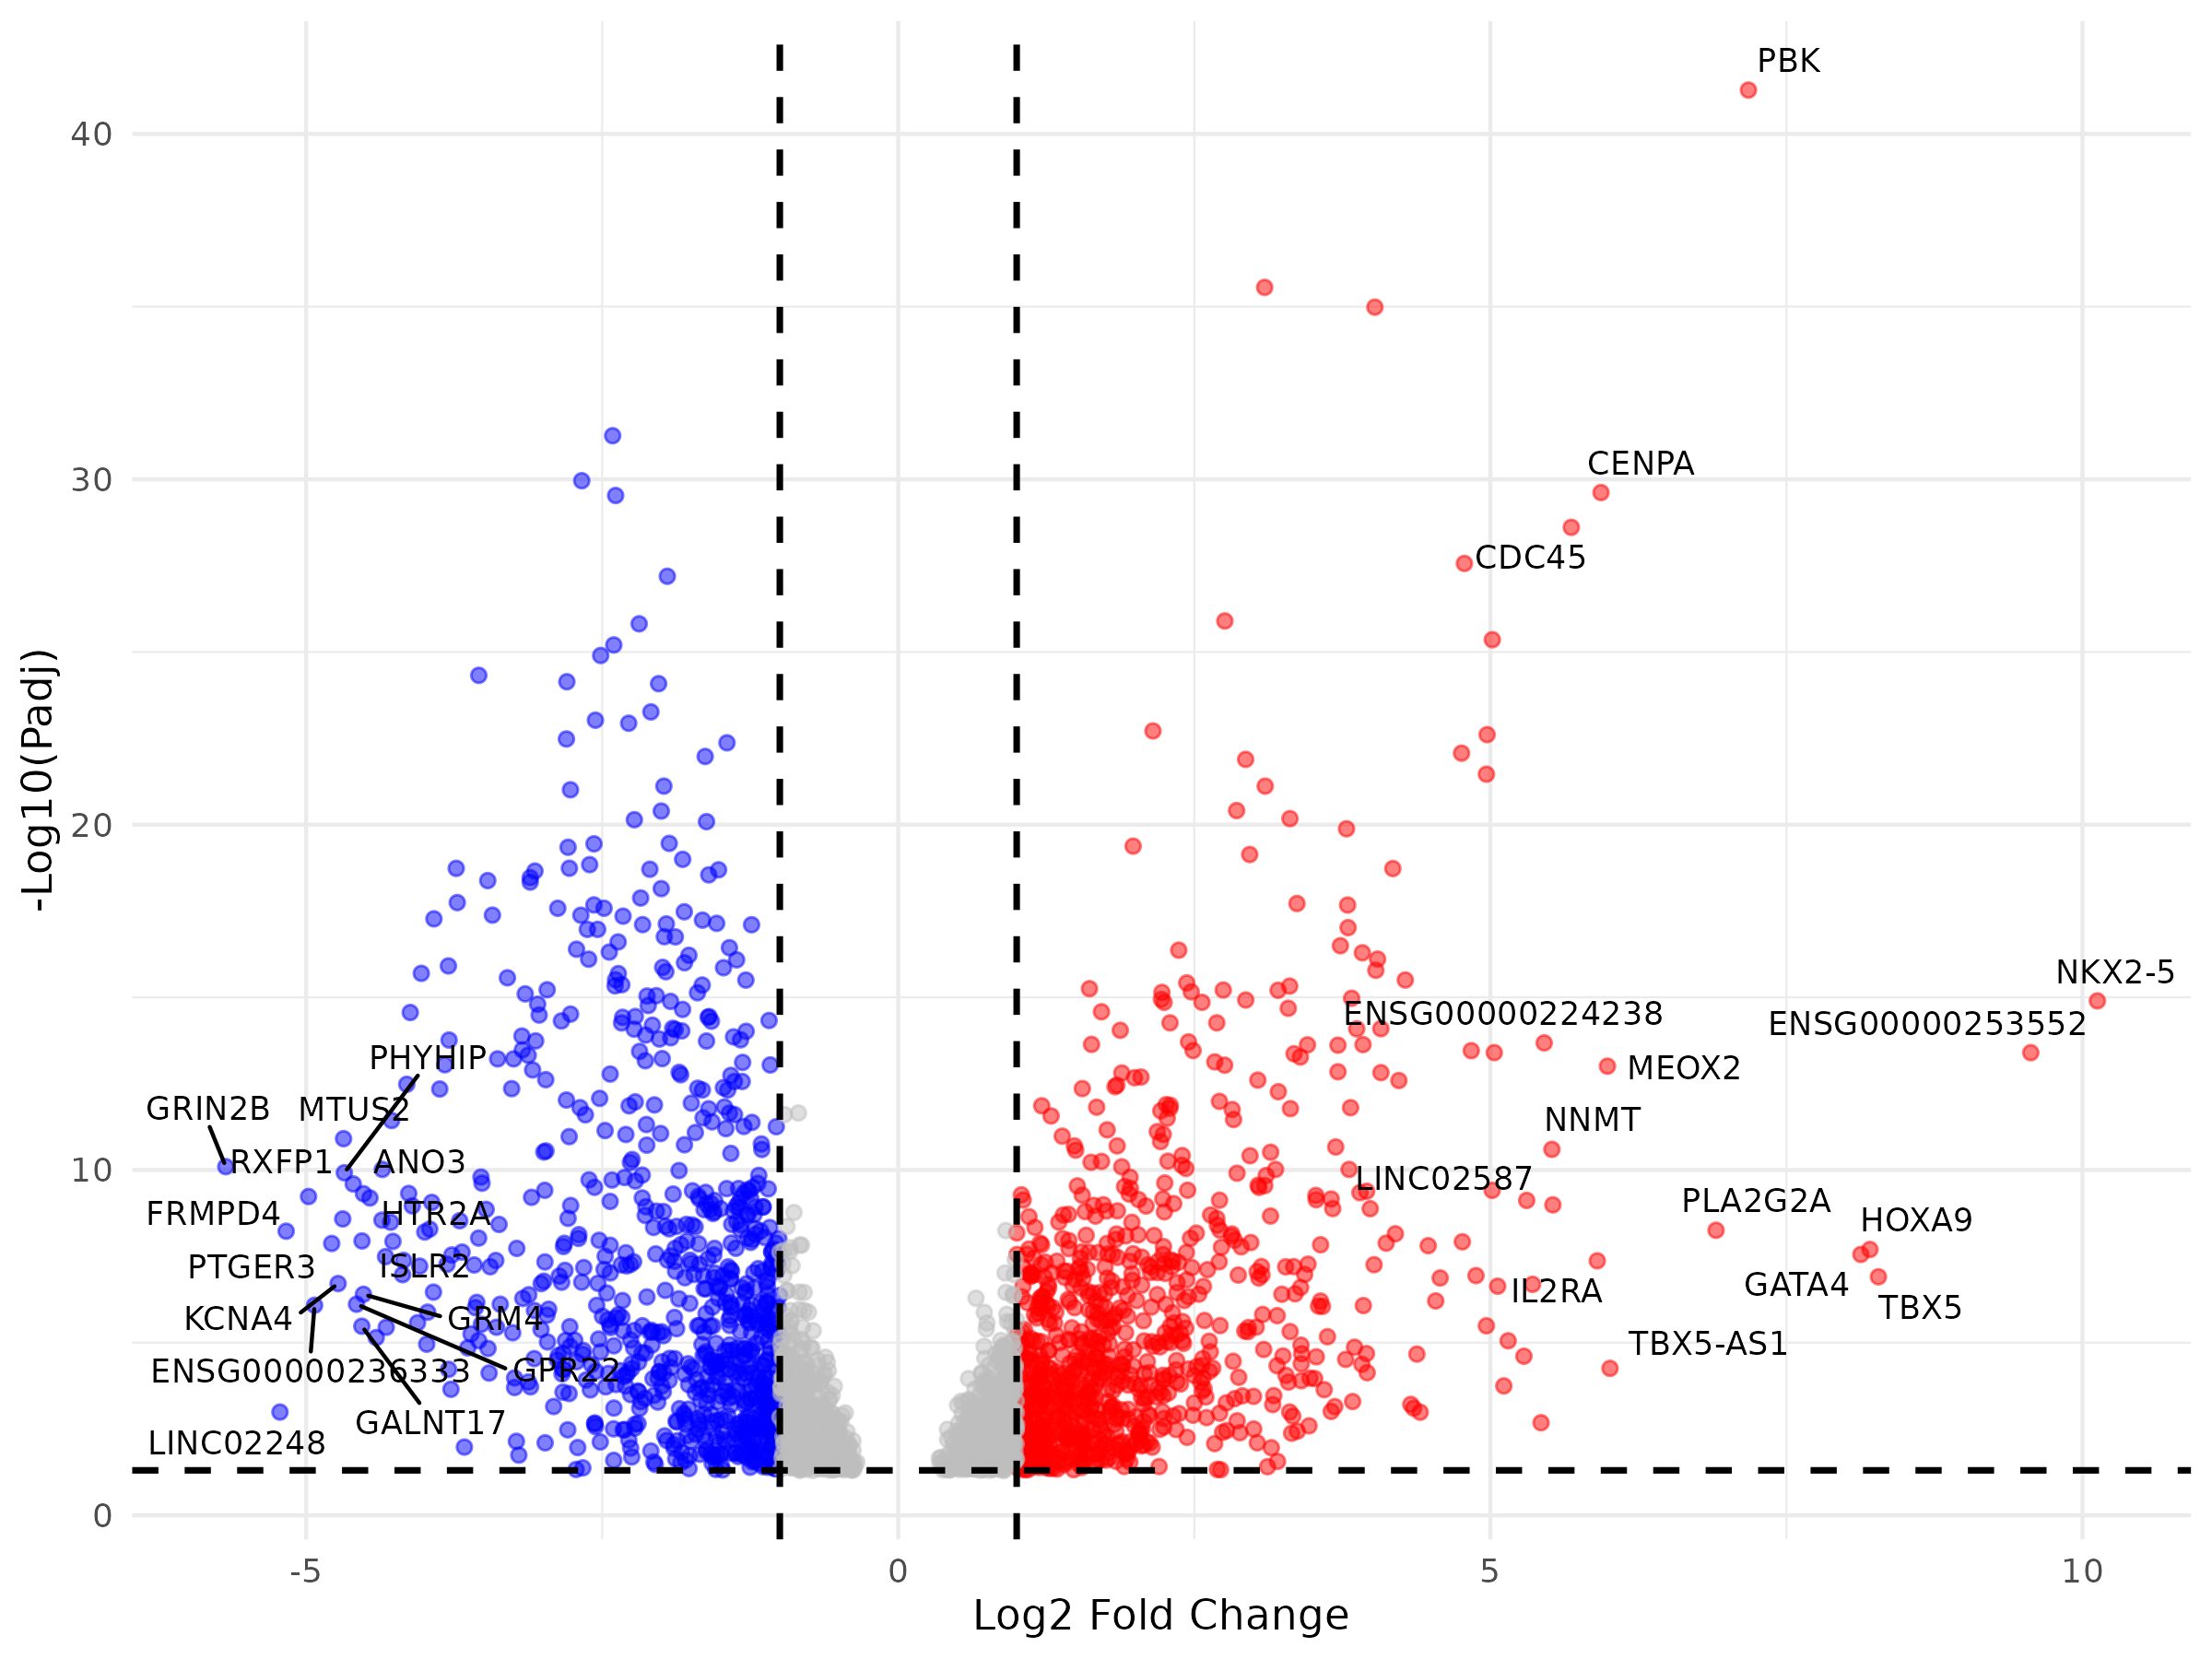 PBK
40
CENPA
30
CDC45
-Log10(Padj)
20
NKX2-5
ENSG00000224238
ENSG00000253552
PHYHIP
MEOX2
GRIN2B
MTUS2
NNMT
10
RXFP1
ANO3
LINC02587
PLA2G2A
FRMPD4
HTR2A
HOXA9
PTGER3
ISLR2
IL2RA
GATA4
KCNA4
GRM4
TBX5
TBX5-AS1
ENSG00000236333
GPR22
GALNT17
LINC02248
0
-5
0
5
10
Log2 Fold Change